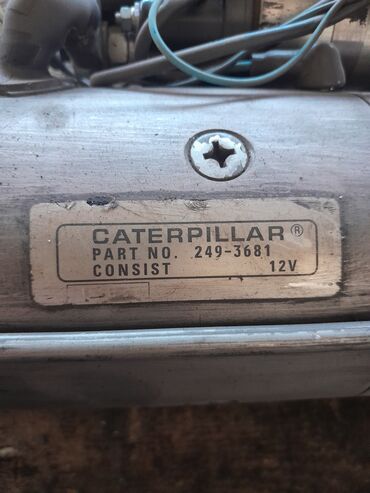 CATERPILLAR®
PART NO. 249-3681
CONSIST 12V